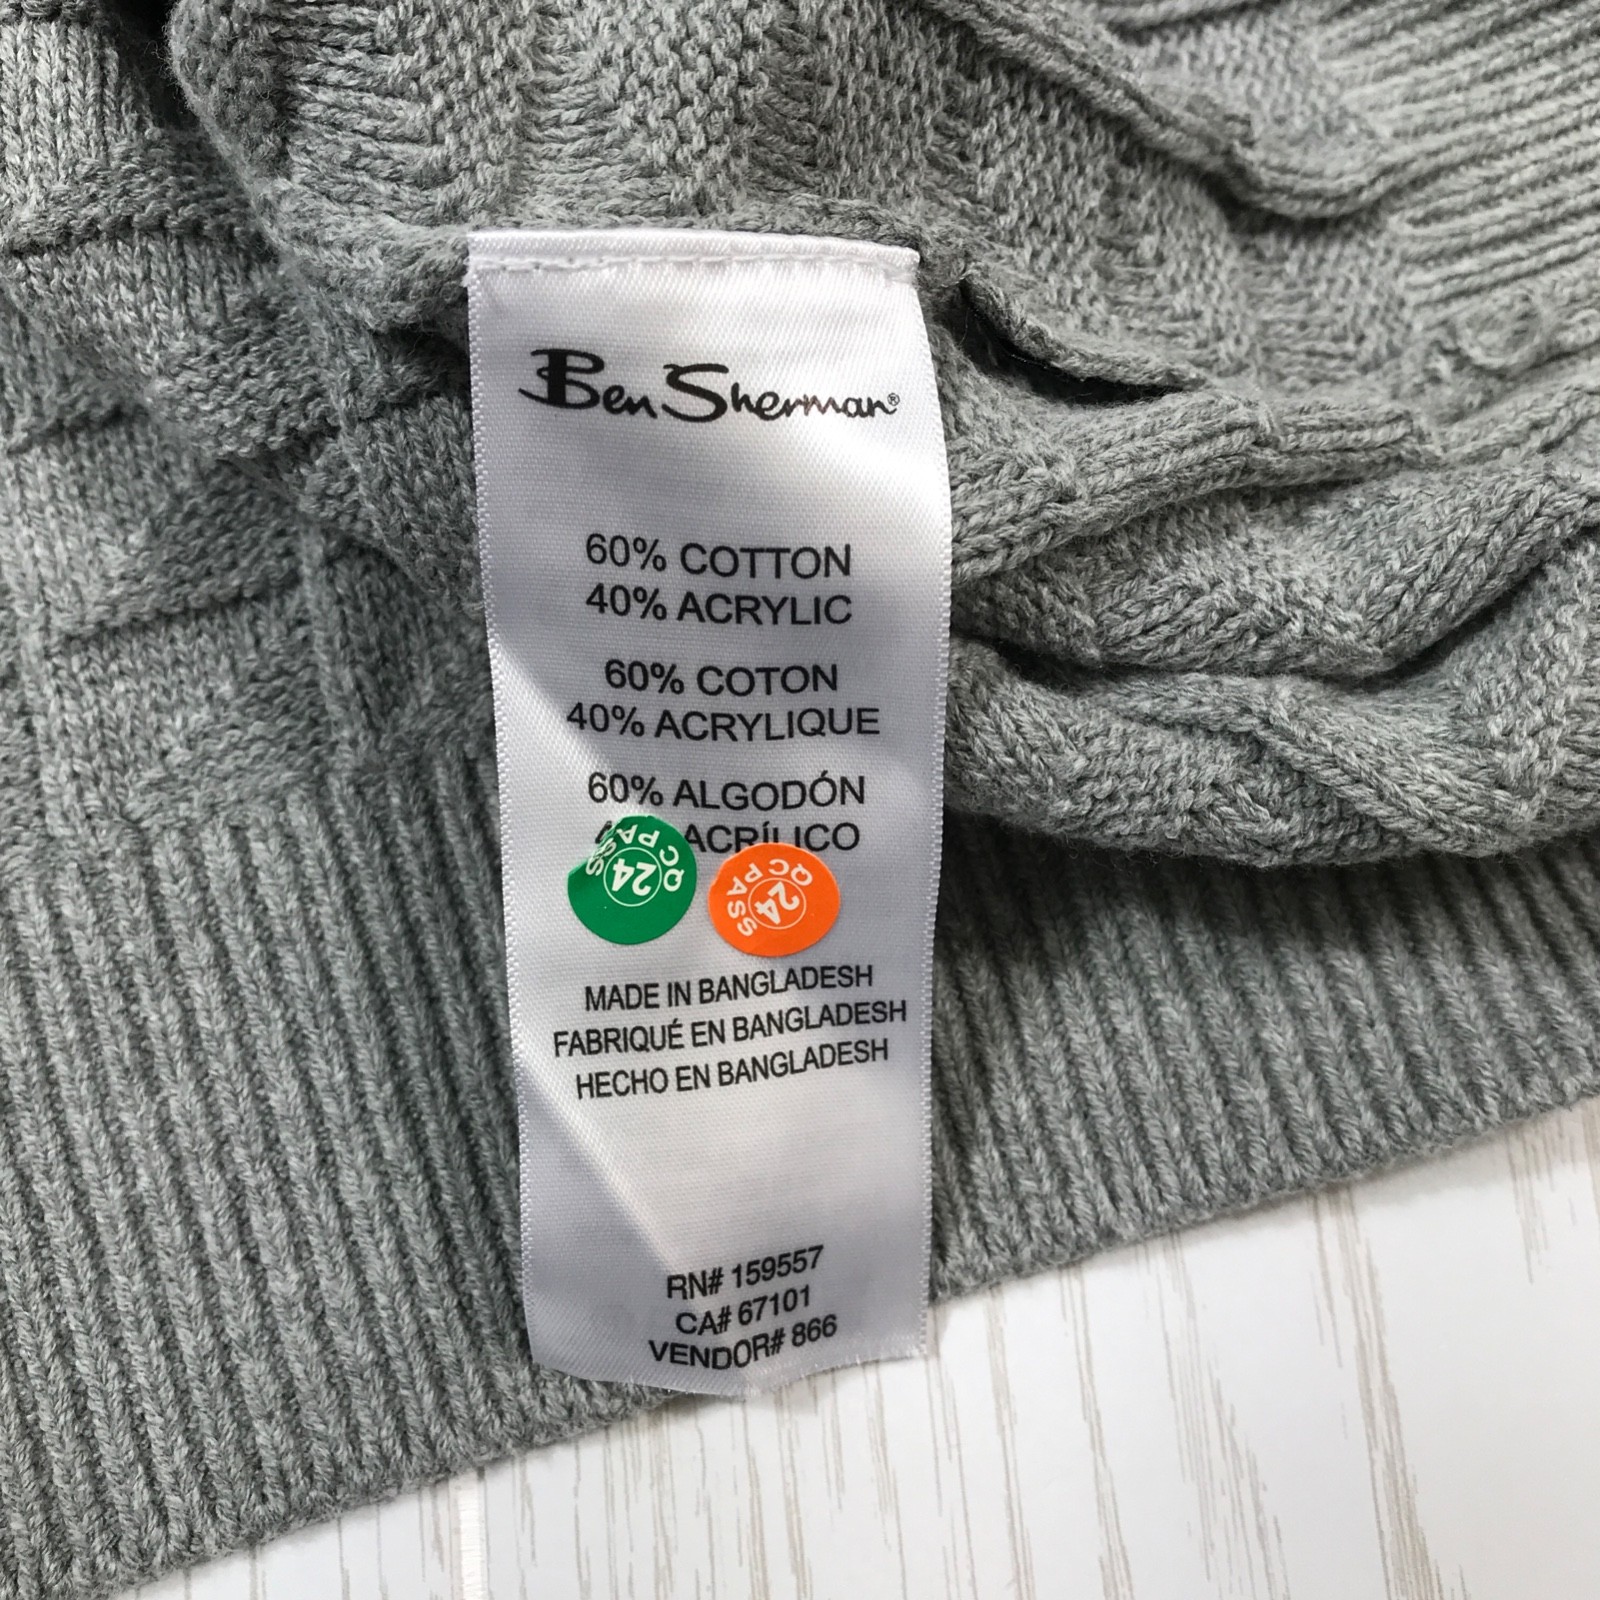 Ben Sherman®
60% COTTON
40% ACRYLIC
60% COTON
40% ACRYLIQUE
60% ALGODÓN
ACRÍLICO
QC PASS
24
QC PASS
24
MADE IN BANGLADESH
FABRIQUÉ EN BANGLADESH
HECHO EN BANGLADESH
RN# 159557
CA# 67101
VENDOR# 866